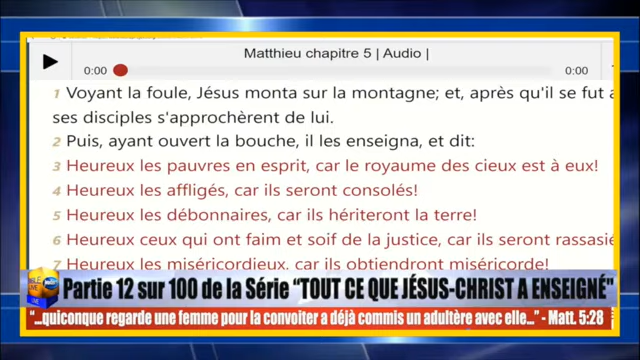 Matthieu chapitre 5 | Audio |
0:00
0:00
1 Voyant la foule, Jésus monta sur la montagne; et, après qu'il se fut a
ses disciples s'approchèrent de lui.
2 Puis, ayant ouvert la bouche, il les enseigna, et dit:
3 Heureux les pauvres en esprit, car le royaume des cieux est à eux!
4 Heureux les affligés, car ils seront consolés!
5 Heureux les débonnaires, car ils hériteront la terre!
6 Heureux ceux qui ont faim et soif de la justice, car ils seront rassasié
7 Heureux les miséricordieux, car ils obtiendront miséricorde!
Partie 12 sur 100 de la Série “TOUT CE QUE JÉSUS-CHRIST A ENSEIGNÉ"
“...quiconque regarde une femme pour la convoiter a déjà commis un adultère avec elle...” - Matt. 5:28